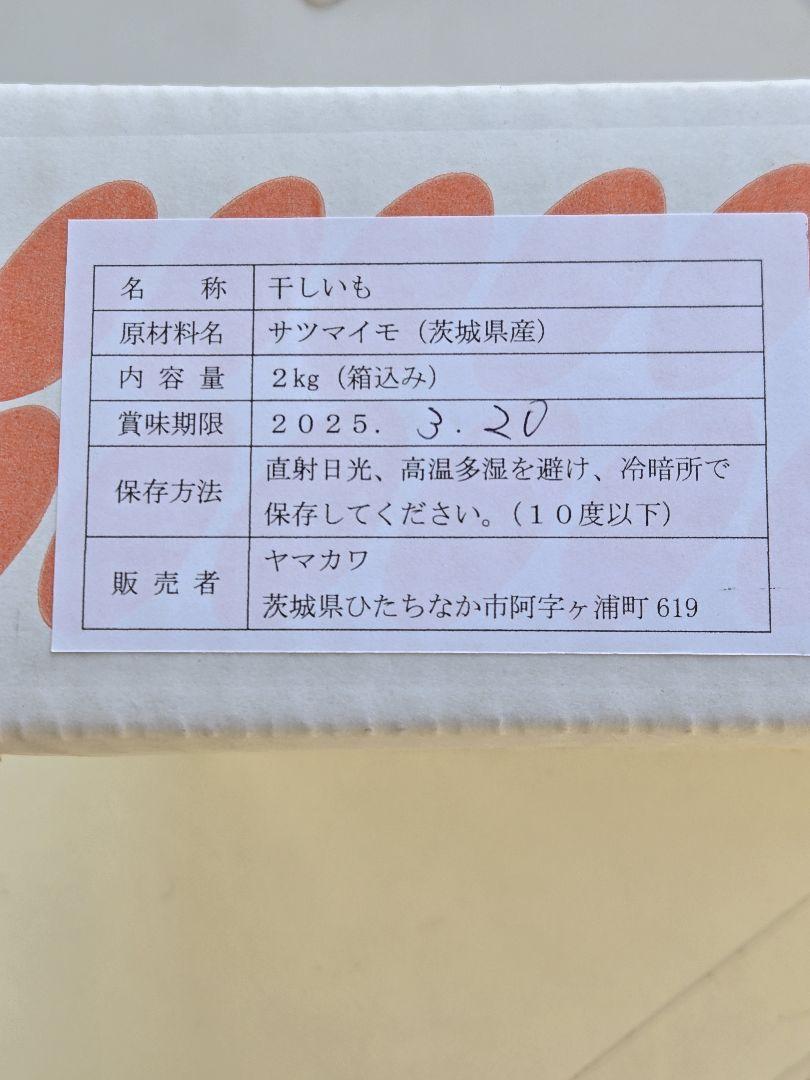 名　　称 干しいも
原材料名 サツマイモ（茨城県産）
内 容 量 ２kg（箱込み）
賞味期限 ２０２５． 3．20
保存方法 直射日光、高温多湿を避け、冷暗所で
保存してください。（１０度以下）
販 売 者 ヤマカワ
茨城県ひたちなか市阿字ヶ浦町 619